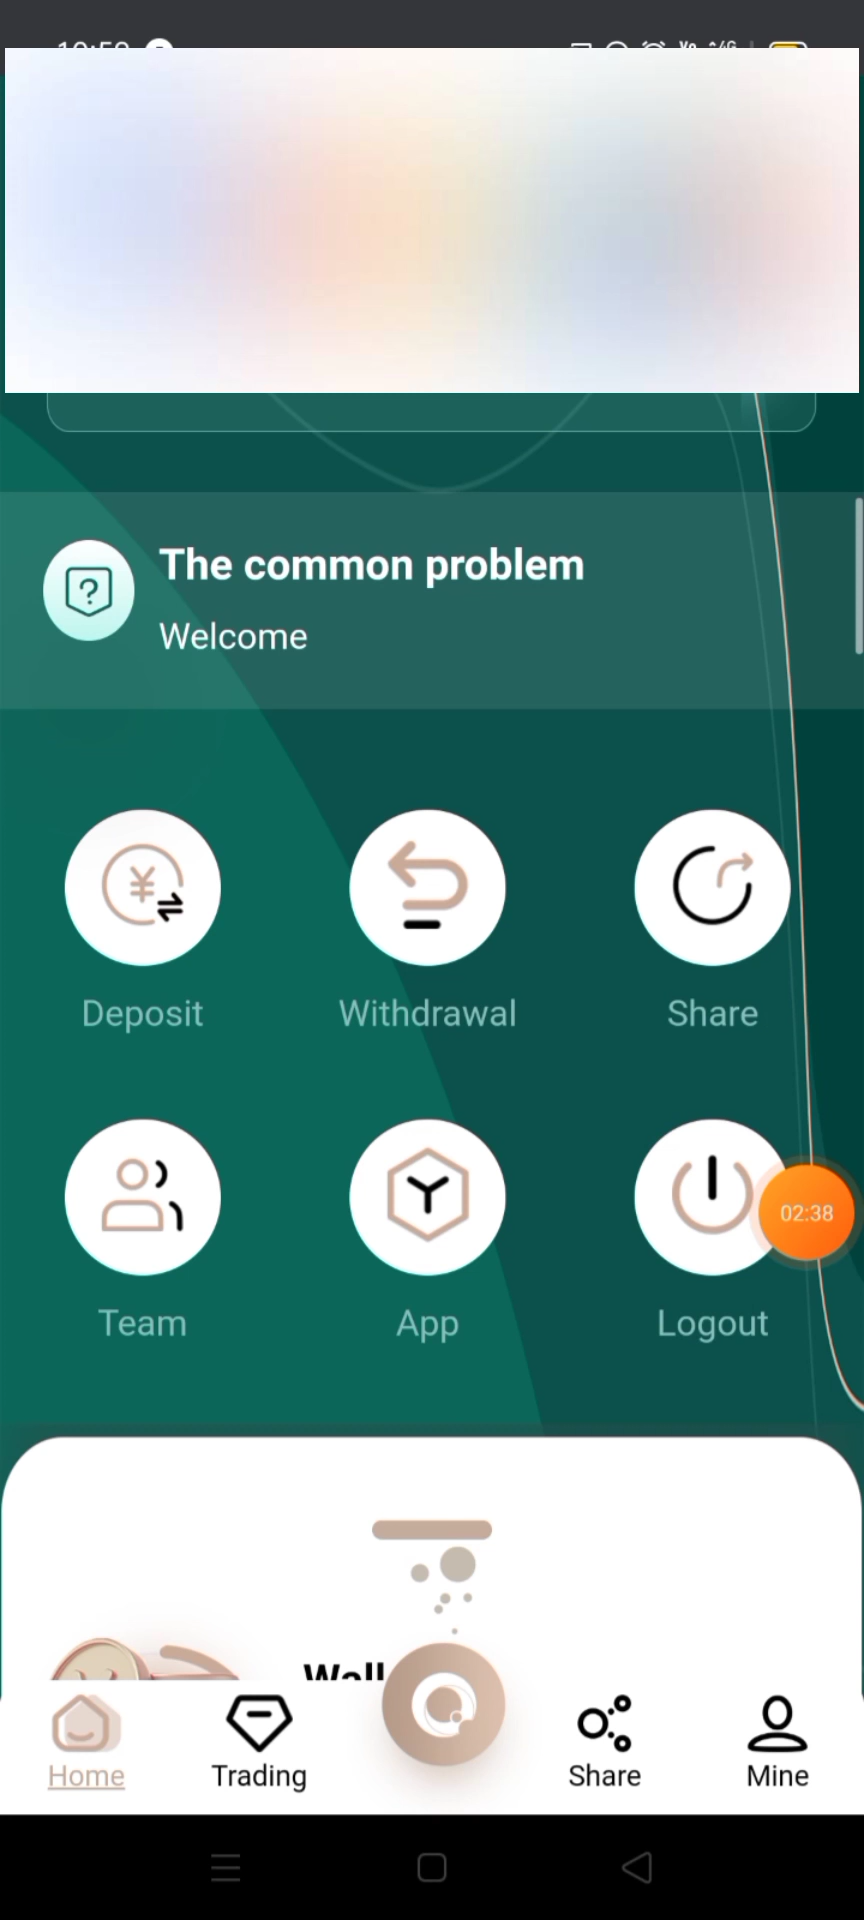 The common problem
Welcome
Deposit
Withdrawal
Share
Team
App
Logout
02:38
Home
Trading
Share
Mine